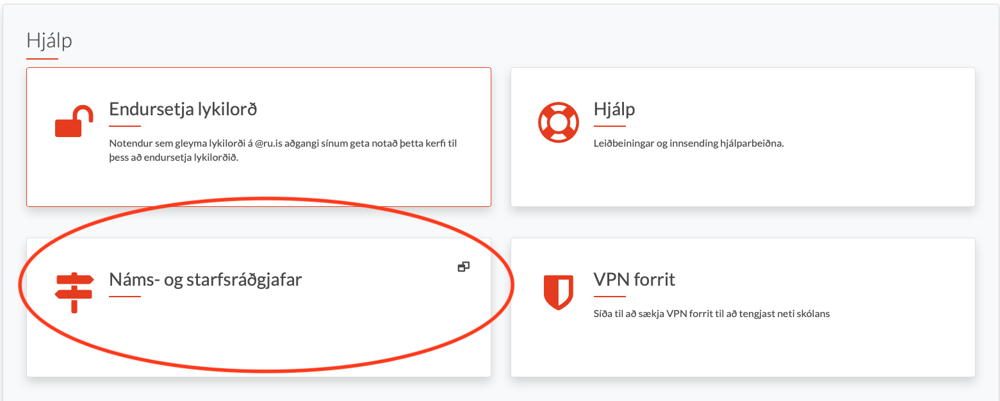 Hjálp
Endursetja lykilorð
Notendur sem gleyma lykilorði á @ru.is aðgangi sínum geta notað þetta kerfi til
þess að endursetja lykilorðið.
Hjálp
Leiðbeiningar og innsending hjálparbeiðna.
Náms- og starfsráðgjafar
VPN forrit
Síða til að sækja VPN forrit til að tengjast neti skólans